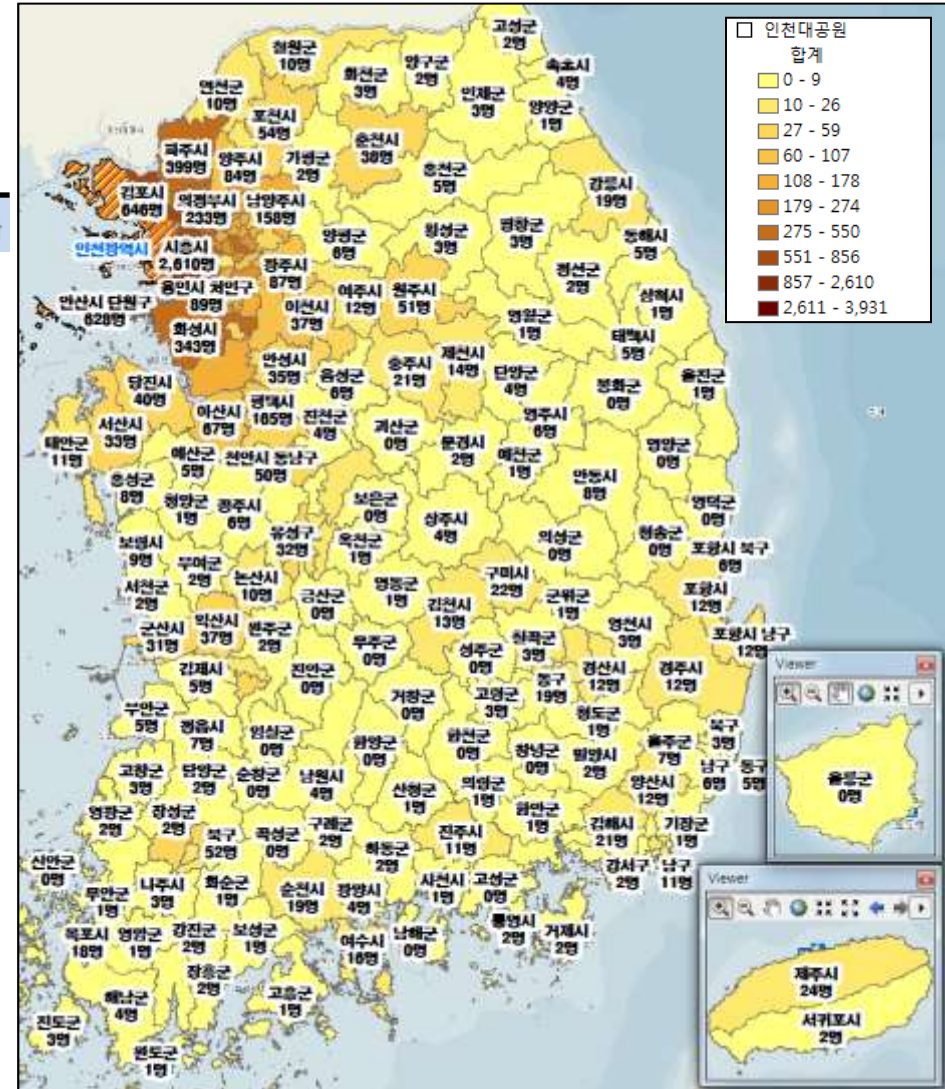 인천대공원
합계
0 - 9
10 - 26
27 - 59
60 - 107
108 - 178
179 - 274
275 - 550
551 - 856
857 - 2,610
2,611 - 3,931
고성군
2명
철원군
10명
화천군
3명
양구군
2명
속초시
4명
연천군
10명
인제군
3명
양양군
1명
포천시
54명
춘천시
38명
파주시
399명
양주시
84명
가평군
2명
홍천군
5명
강릉시
19명
김포시
646명
의정부시
233명
남양주시
158명
양평군
6명
횡성군
3명
평창군
3명
동해시
5명
인천광역시
시흥시
2,610명
광주시
87명
정선군
2명
용인시 처인구
89명
여주시
12명
원주시
51명
삼척시
1명
안산시 단원구
628명
이천시
37명
영월군
1명
화성시
343명
태백시
5명
안성시
35명
음성군
6명
충주시
21명
제천시
14명
단양군
4명
봉화군
0명
울진군
1명
당진시
40명
아산시
67명
평택시
165명
진천군
4명
영주시
6명
서산시
33명
괴산군
0명
문경시
2명
예천군
1명
영양군
0명
태안군
11명
예산군
5명
천안시 동남구
50명
안동시
8명
홍성군
8명
청양군
1명
공주시
6명
보은군
0명
상주시
4명
영덕군
0명
유성구
32명
옥천군
1명
의성군
0명
청송군
0명
포항시 북구
6명
보령시
9명
부여군
2명
논산시
10명
영동군
1명
구미시
22명
포항시
12명
서천군
2명
금산군
0명
김천시
13명
군위군
1명
군산시
31명
익산시
37명
완주군
2명
무주군
0명
성주군
0명
칠곡군
3명
영천시
3명
포항시 남구
12명
김제시
5명
진안군
0명
동구
19명
경산시
12명
경주시
12명
거창군
0명
고령군
3명
부안군
5명
정읍시
7명
임실군
0명
청도군
1명
북구
3명
함양군
0명
합천군
0명
창녕군
0명
밀양시
2명
울주군
7명
고창군
3명
담양군
2명
순창군
0명
남원시
4명
남구
6명
동구
5명
산청군
1명
의령군
1명
양산시
12명
영광군
2명
장성군
2명
함안군
1명
북구
52명
곡성군
0명
구례군
2명
진주시
11명
김해시
21명
기장군
1명
신안군
0명
하동군
2명
강서구
2명
남구
11명
무안군
1명
나주시
3명
화순군
1명
순천시
19명
광양시
4명
사천시
1명
고성군
0명
목포시
18명
영암군
1명
강진군
2명
보성군
1명
여수시
16명
남해군
0명
통영시
2명
거제시
2명
장흥군
2명
해남군
4명
고흥군
1명
진도군
3명
완도군
1명
Viewer
울릉군
0명
Viewer
제주시
24명
서귀포시
2명